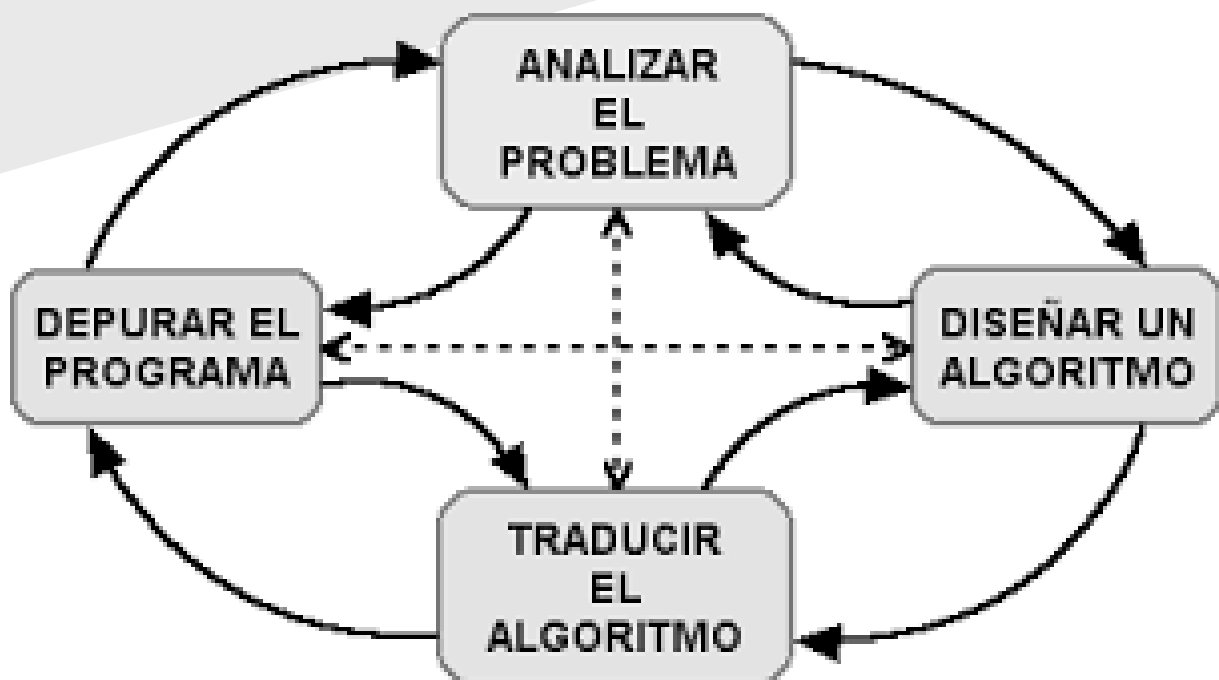 ANALIZAR
EL
PROBLEMA
DEPURAR EL
PROGRAMA
DISEÑAR UN
ALGORITMO
TRADUCIR
EL
ALGORITMO